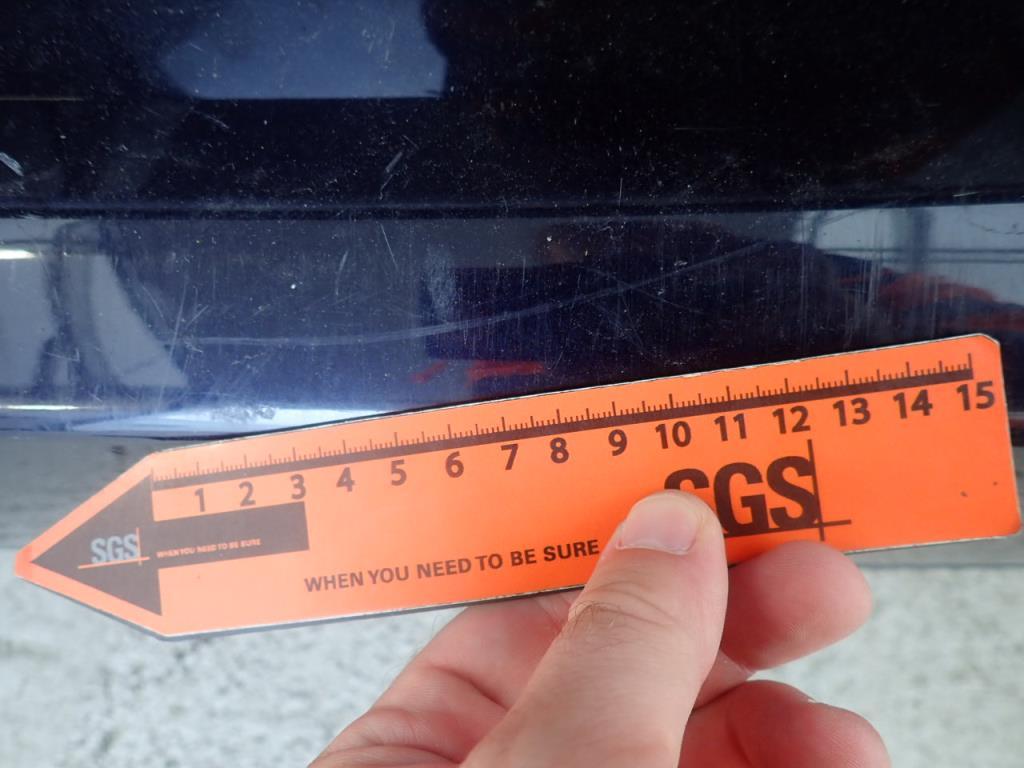 1 2 3 4 5 6 7 8 9 10 11 12 13 14 15
SGS
SGS WHEN YOU NEED TO BE SURE
WHEN YOU NEED TO BE SURE